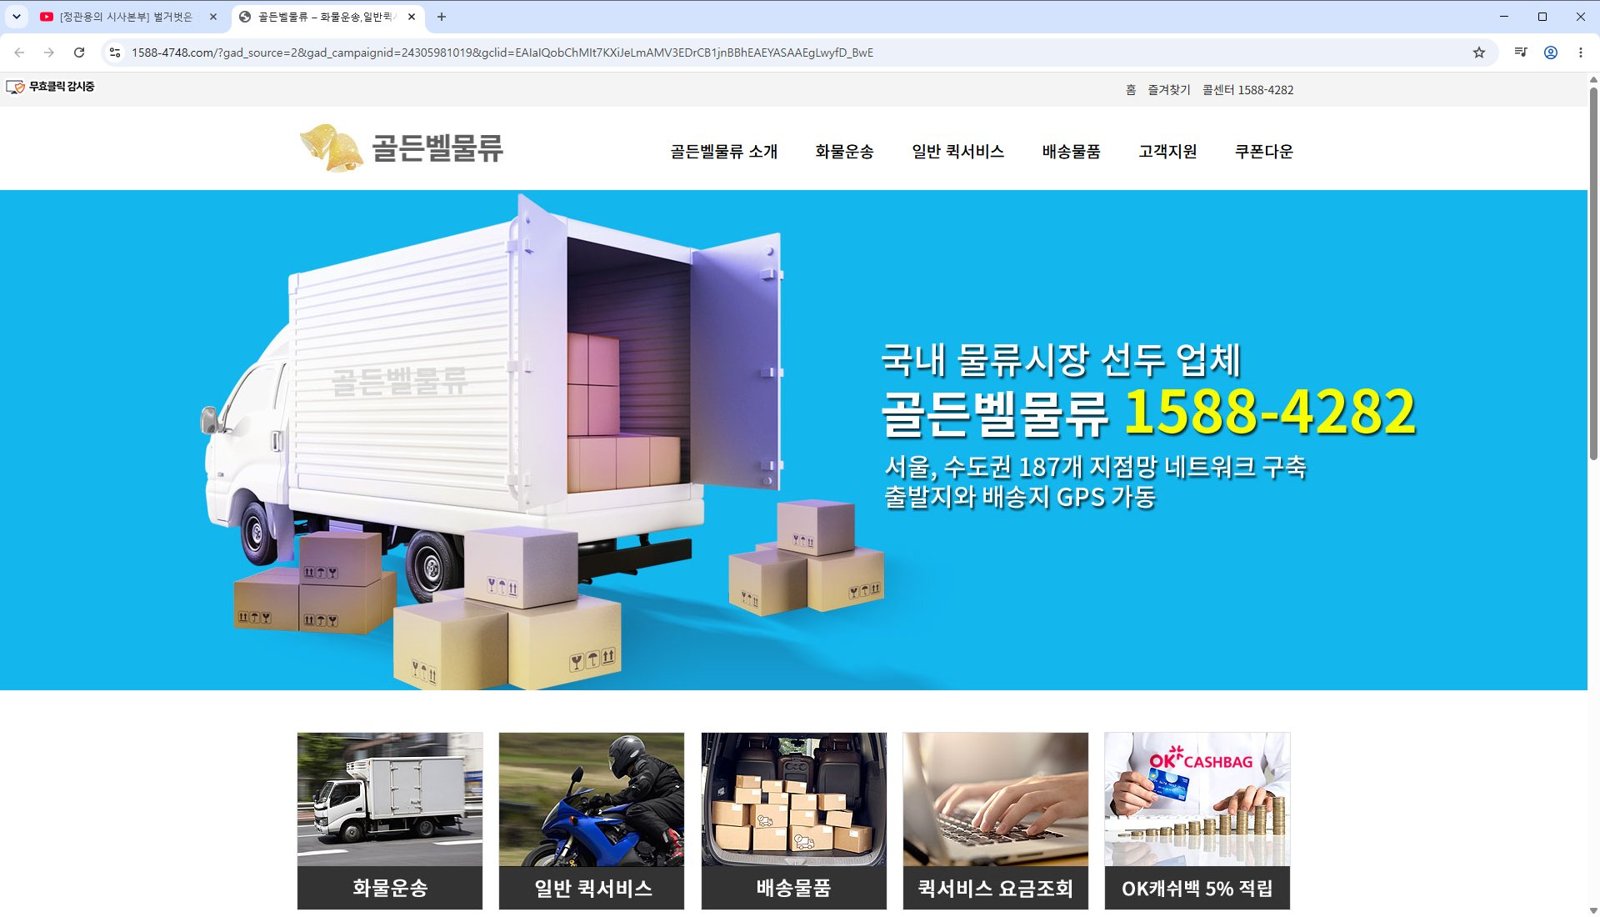 [정관용의 시사본부] 벌거벗은
골든벨물류 – 화물운송,일반퀵
1588-4748.com/?gad_source=2&gad_campaignid=24305981019&gclid=EAIaIQobChMIt7KXiJeLmAMV3EDrCB1jnBBhEAEYASAAEgLwyfD_BwE
무효클릭 감시중
홈 즐겨찾기 콜센터 1588-4282
골든벨물류
골든벨물류 소개 화물운송 일반 퀵서비스 배송물품 고객지원 쿠폰다운
골든벨물류
국내 물류시장 선두 업체
골든벨물류 1588-4282
서울, 수도권 187개 지점망 네트워크 구축
출발지와 배송지 GPS 가동
OK CASHBAG
화물운송
일반 퀵서비스
배송물품
퀵서비스 요금조회
OK캐쉬백 5% 적립